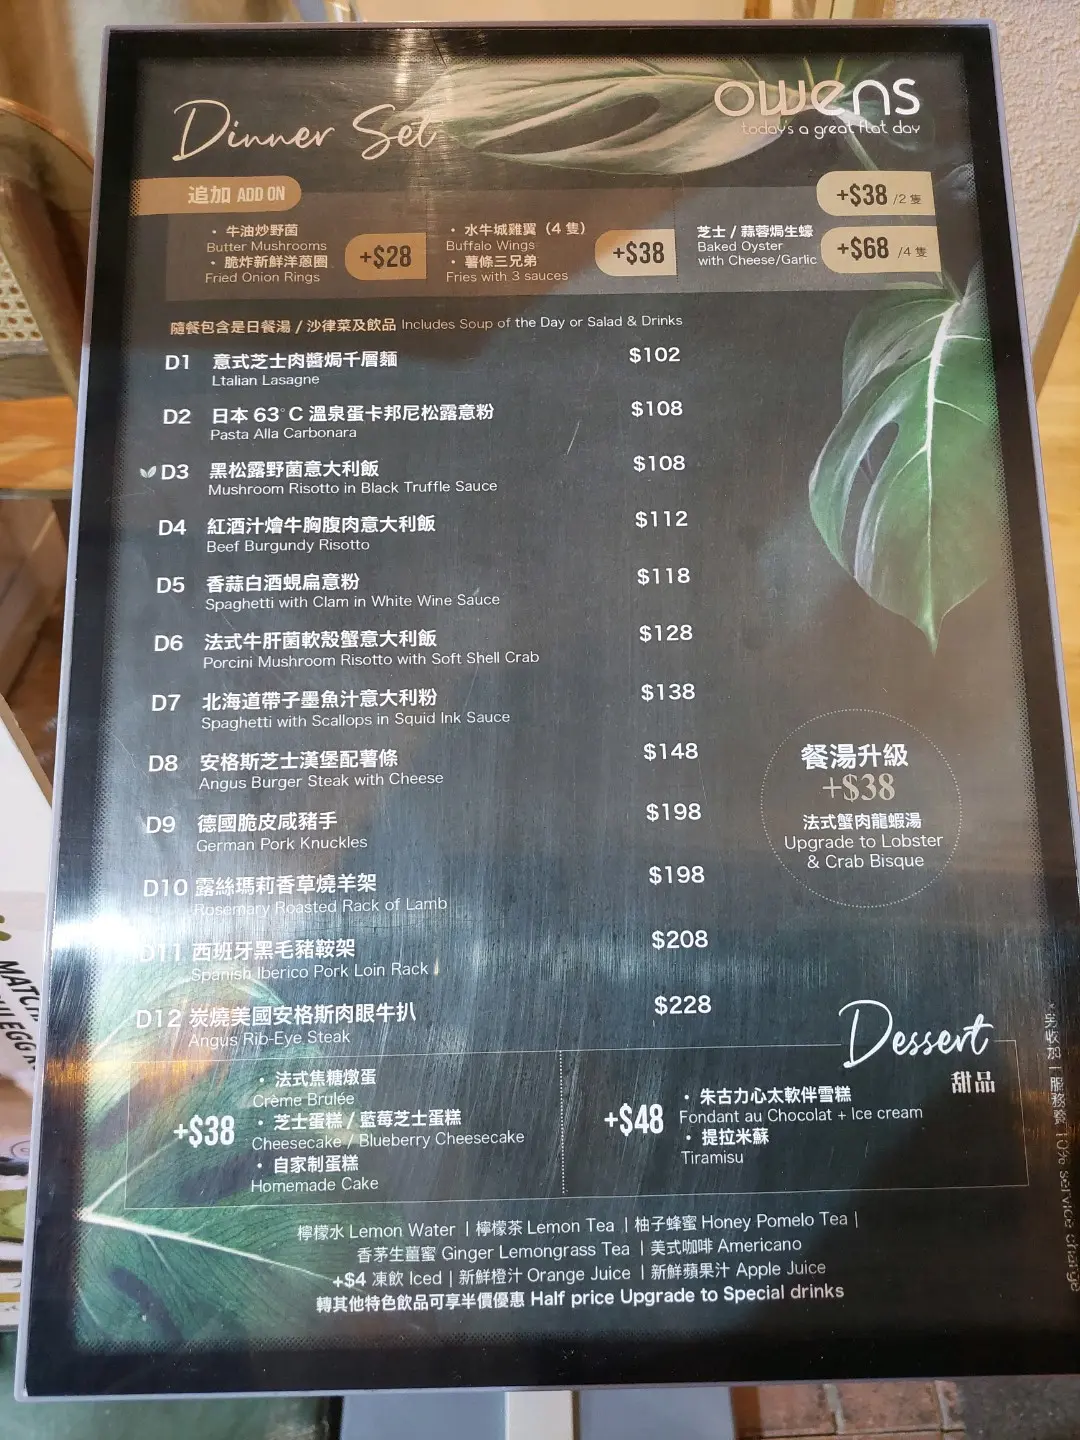 Dinner Set
owens
today's a great flat day
追加 ADD ON
・牛油炒野菌
Butter Mushrooms
・脆炸新鮮洋蔥圈
Fried Onion Rings
+$28
・水牛城雞翼（4 隻）
Buffalo Wings
・薯條三兄弟
Fries with 3 sauces
+$38
芝士 / 蒜蓉焗生蠔
Baked Oyster
with Cheese/Garlic
+$38 /2 隻
+$68 /4 隻
隨餐包含是日餐湯 / 沙律菜及飲品 Includes Soup of the Day or Salad & Drinks
D1 意式芝士肉醬焗千層麵 $102
Ltalian Lasagne
D2 日本 63°C 溫泉蛋卡邦尼松露意粉 $108
Pasta Alla Carbonara
D3 黑松露野菌意大利飯 $108
Mushroom Risotto in Black Truffle Sauce
D4 紅酒汁燴牛胸腹肉意大利飯 $112
Beef Burgundy Risotto
D5 香蒜白酒蜆扁意粉 $118
Spaghetti with Clam in White Wine Sauce
D6 法式牛肝菌軟殼蟹意大利飯 $128
Porcini Mushroom Risotto with Soft Shell Crab
D7 北海道帶子墨魚汁意大利粉 $138
Spaghetti with Scallops in Squid Ink Sauce
D8 安格斯芝士漢堡配薯條 $148
Angus Burger Steak with Cheese
D9 德國脆皮咸豬手 $198
German Pork Knuckles
D10 露絲瑪莉香草燒羊架 $198
Rosemary Roasted Rack of Lamb
D11 西班牙黑毛豬鞍架 $208
Spanish Iberico Pork Loin Rack
D12 炭燒美國安格斯肉眼牛扒 $228
Angus Rib-Eye Steak
餐湯升級
+$38
法式蟹肉龍蝦湯
Upgrade to Lobster
& Crab Bisque
Dessert
甜品
+$38
・法式焦糖燉蛋
Crème Brulée
・芝士蛋糕 / 藍莓芝士蛋糕
Cheesecake / Blueberry Cheesecake
・自家制蛋糕
Homemade Cake
+$48
・朱古力心太軟伴雪糕
Fondant au Chocolat + Ice cream
・提拉米蘇
Tiramisu
檸檬水 Lemon Water | 檸檬茶 Lemon Tea | 柚子蜂蜜 Honey Pomelo Tea |
香茅生薑蜜 Ginger Lemongrass Tea | 美式咖啡 Americano
+$4 凍飲 Iced | 新鮮橙汁 Orange Juice | 新鮮蘋果汁 Apple Juice
轉其他特色飲品可享半價優惠 Half price Upgrade to Special drinks
*另收加一服務費 10% service charge